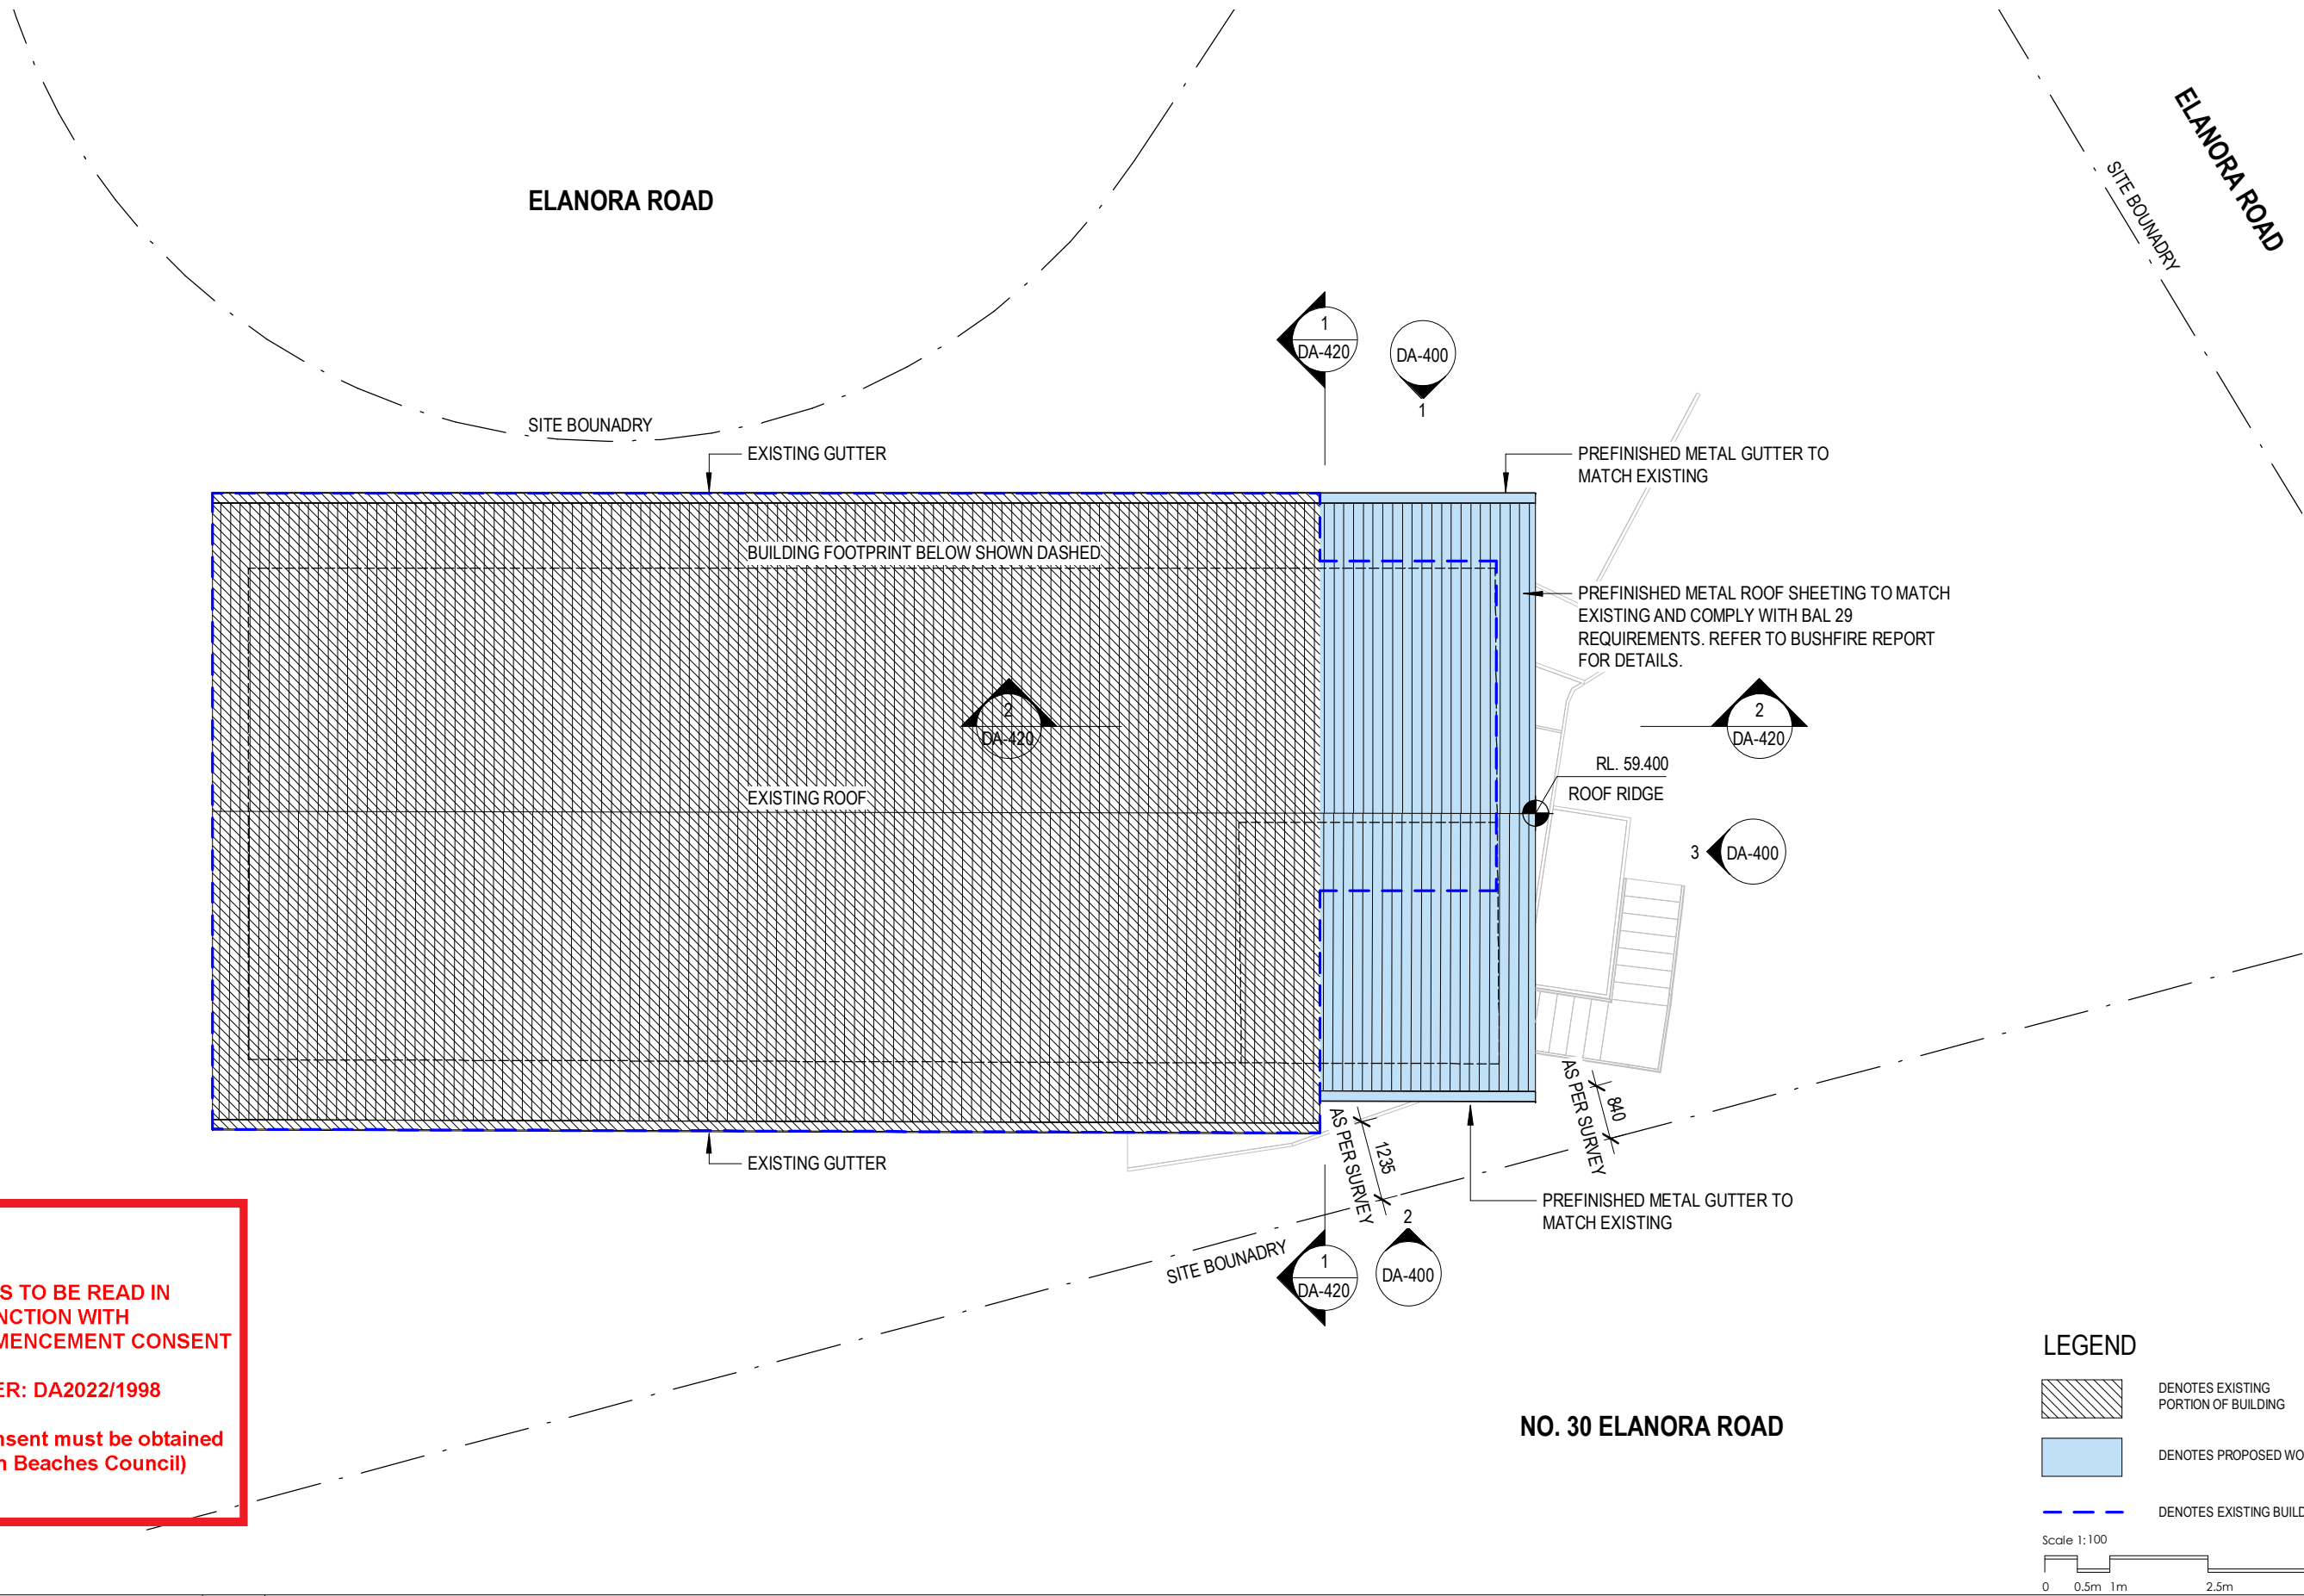 ELANORA ROAD
ELANORA ROAD
SITE BOUNADRY
SITE BOUNADRY
1
DA-420
DA-400
1
EXISTING GUTTER
PREFINISHED METAL GUTTER TO
MATCH EXISTING
BUILDING FOOTPRINT BELOW SHOWN DASHED
PREFINISHED METAL ROOF SHEETING TO MATCH
EXISTING AND COMPLY WITH BAL 29
REQUIREMENTS. REFER TO BUSHFIRE REPORT
FOR DETAILS.
2
DA-420
2
DA-420
RL. 59.400
ROOF RIDGE
EXISTING ROOF
3
DA-400
AS PER SURVEY
840
AS PER SURVEY
1235
EXISTING GUTTER
PREFINISHED METAL GUTTER TO
MATCH EXISTING
SITE BOUNADRY
1
DA-420
2
DA-400
S TO BE READ IN
NCTION WITH
MENCEMENT CONSENT
ER: DA2022/1998
nsent must be obtained
n Beaches Council)
NO. 30 ELANORA ROAD
LEGEND
DENOTES EXISTING
PORTION OF BUILDING
DENOTES PROPOSED WO
DENOTES EXISTING BUILD
Scale 1:100
0 0.5m 1m 2.5m